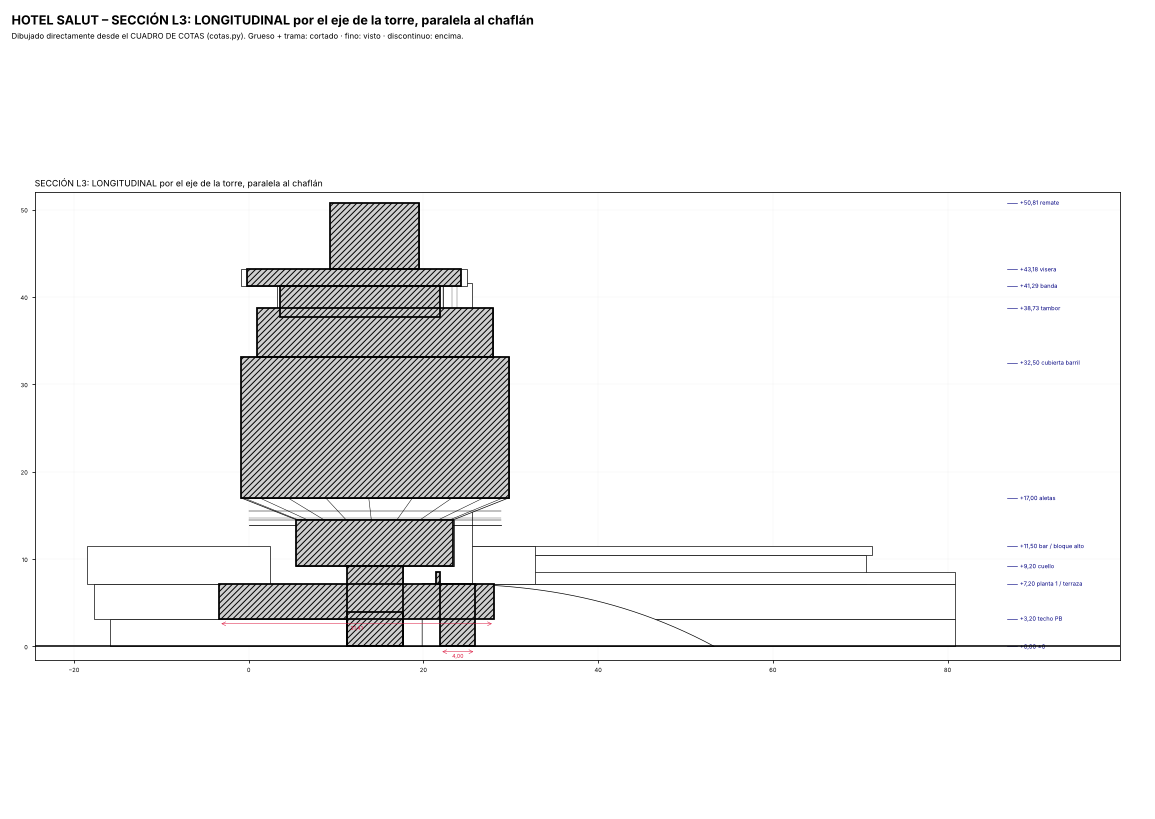 HOTEL SALUT – SECCIÓN L3: LONGITUDINAL por el eje de la torre, paralela al chaflán
Dibujado directamente desde el CUADRO DE COTAS (cotas.py). Grueso + trama: cortado · fino: visto · discontinuo: encima.
SECCIÓN L3: LONGITUDINAL por el eje de la torre, paralela al chaflán
50
+50,81 remate
+43,18 visera
40
+41,29 banda
+38,73 tambor
+32,50 cubierta barril
30
20
+17,00 aletas
+11,50 bar / bloque alto
10
+9,20 cuello
+7,20 planta 1 / terraza
+3,20 techo PB
0
+0,00 ±0
4,00
−20
0
20
40
60
80